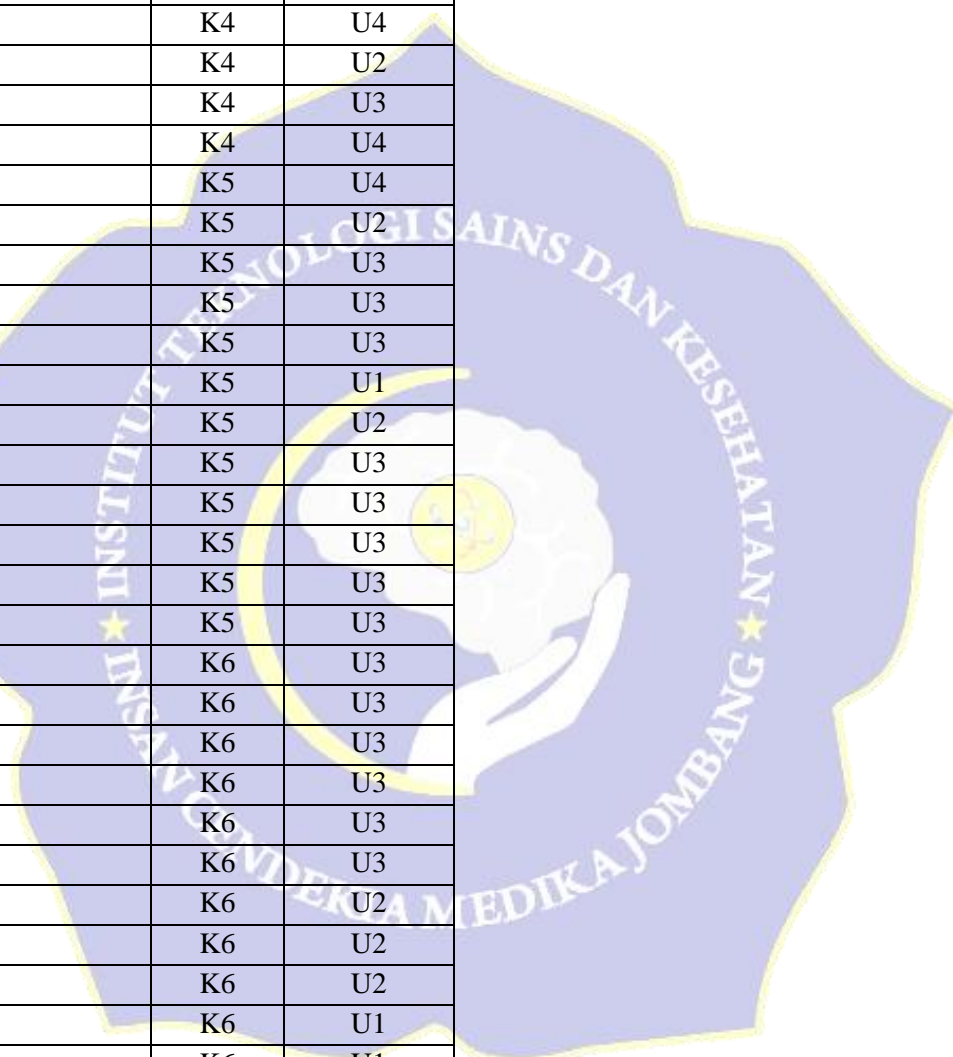 K4 U4
K4 U2
K4 U3
K4 U4
K5 U4
K5 U2
K5 U3
K5 U3
K5 U3
K5 U1
K5 U2
K5 U3
K5 U3
K5 U3
K5 U3
K5 U3
K6 U3
K6 U3
K6 U3
K6 U3
K6 U3
K6 U3
K6 U2
K6 U2
K6 U2
K6 U1
INSTITUT TEKNOLOGI SAINS DAN KESEHATAN
INSAN CENDEKIA MEDIKA JOMBANG